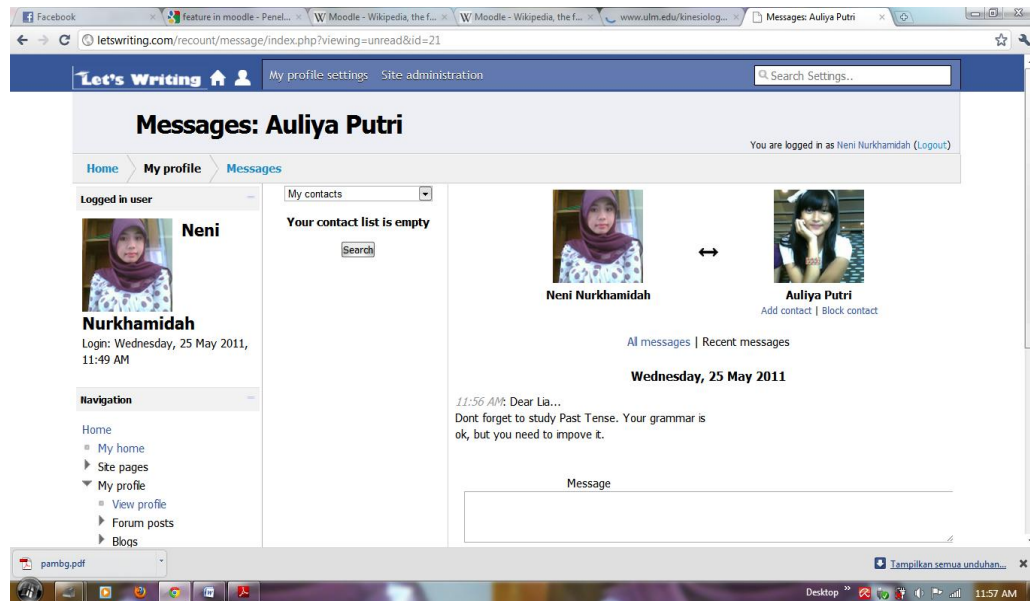 Facebook
feature in moodle - Penel...
Moodle - Wikipedia, the f...
Moodle - Wikipedia, the f...
www.ulm.edu/kinesiolog...
Messages: Auliya Putri
letswriting.com/recount/message/index.php?viewing=unread&id=21
Let's Writing
My profile settings Site administration
Search Settings..
Messages: Auliya Putri
You are logged in as Neni Nurkhamidah (Logout)
Home My profile Messages
Logged in user
Neni
Nurkhamidah
Login: Wednesday, 25 May 2011,
11:49 AM
Navigation
Home
My home
Site pages
My profile
View profile
Forum posts
Blogs
My contacts
Your contact list is empty
Search
Neni Nurkhamidah
Auliya Putri
Add contact | Block contact
All messages | Recent messages
Wednesday, 25 May 2011
11:56 AM: Dear Lia...
Dont forget to study Past Tense. Your grammar is
ok, but you need to impove it.
Message
pambg.pdf
Tampilkan semua unduhan...
Desktop
11:57 AM